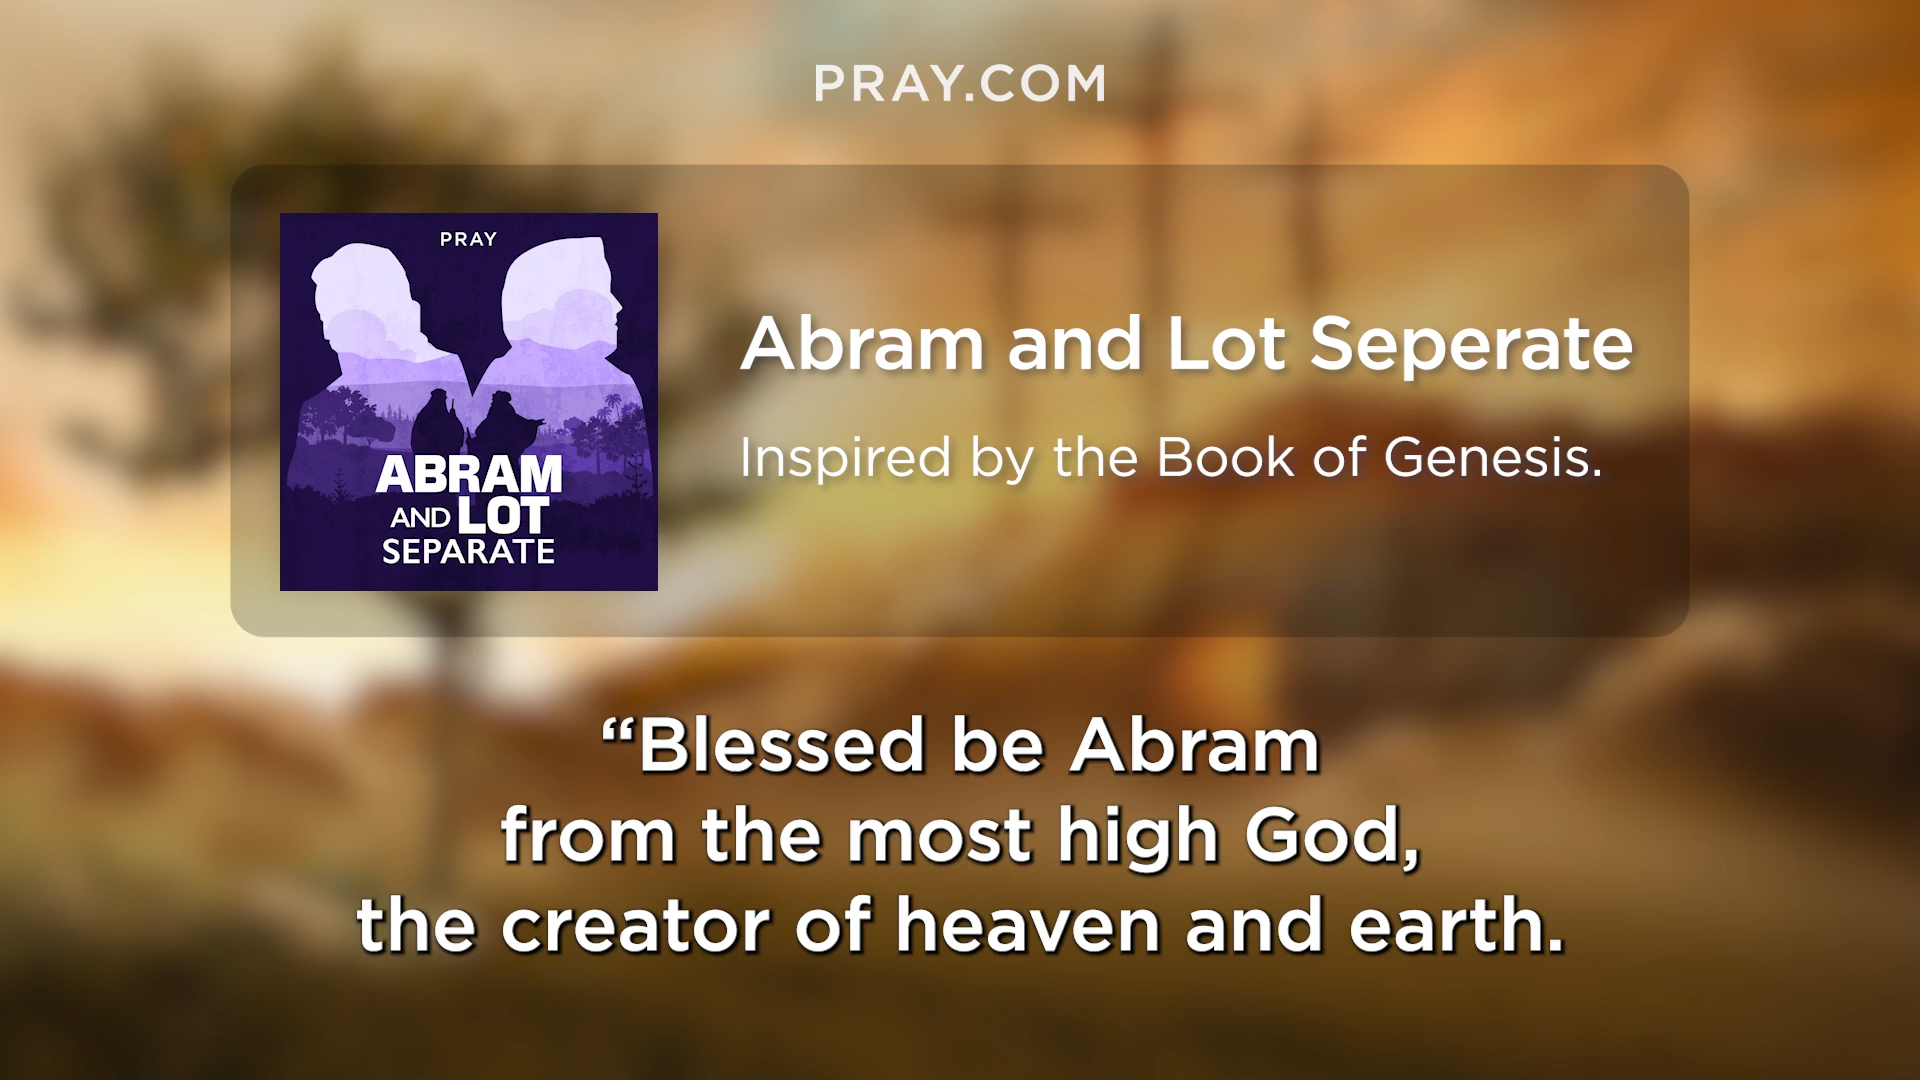 PRAY.COM
PRAY
ABRAM
AND LOT
SEPARATE
Abram and Lot Seperate
Inspired by the Book of Genesis.
“Blessed be Abram
from the most high God,
the creator of heaven and earth.